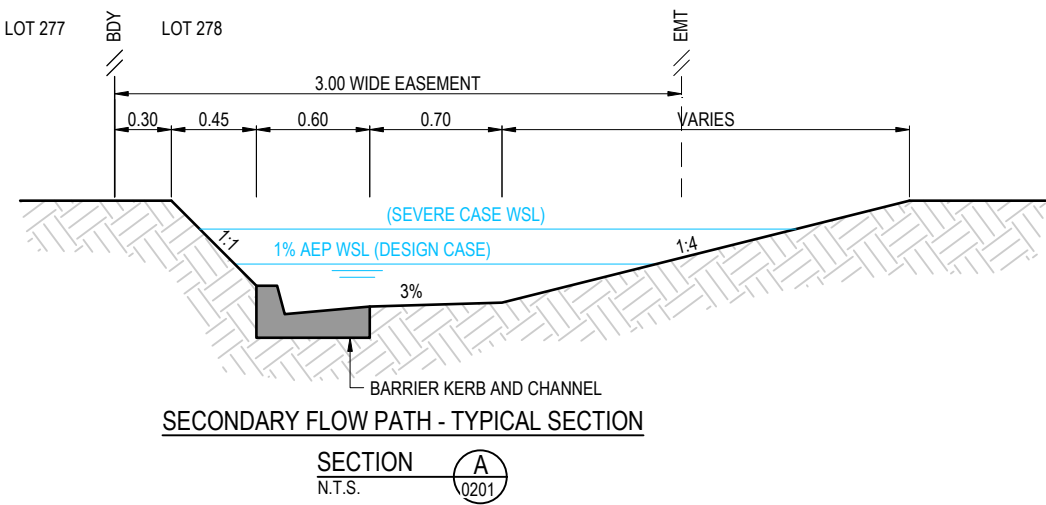 LOT 277
BDY
LOT 278
EMT
3.00 WIDE EASEMENT
0.30
0.45
0.60
0.70
VARIES
(SEVERE CASE WSL)
1:1
1% AEP WSL (DESIGN CASE)
1:4
3%
BARRIER KERB AND CHANNEL
SECONDARY FLOW PATH - TYPICAL SECTION
SECTION
A
N.T.S.
0201